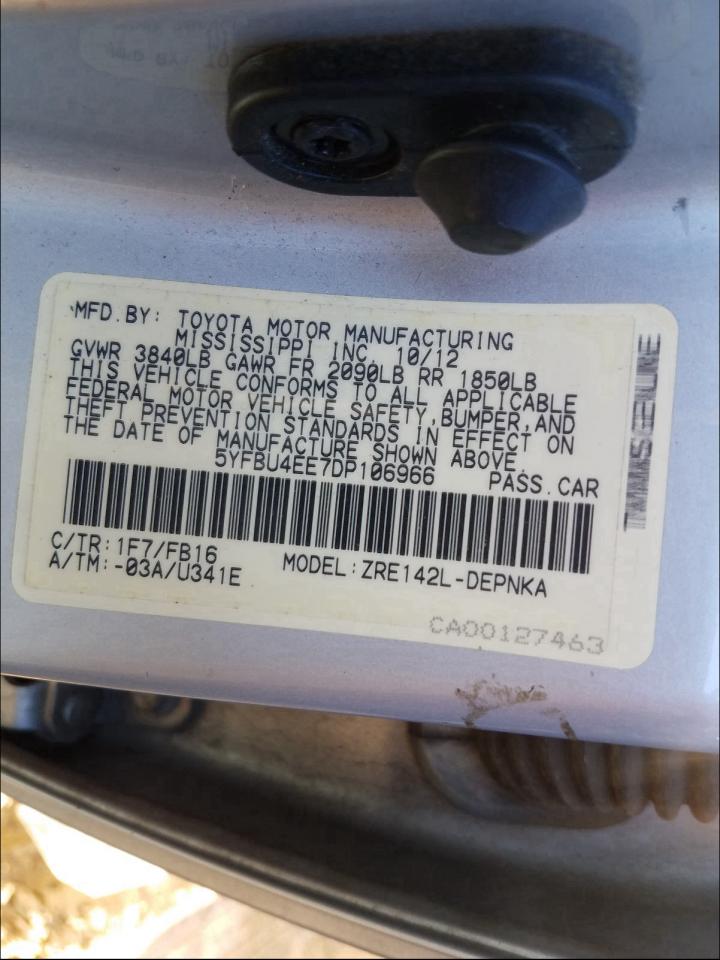 MFD.BY: TOYOTA MOTOR MANUFACTURING
MISSISSIPPI INC. 10/12
GVWR 3840LB GAWR FR 2090LB RR 1850LB
THIS VEHICLE CONFORMS TO ALL APPLICABLE
FEDERAL MOTOR VEHICLE SAFETY,BUMPER,AND
THEFT PREVENTION STANDARDS IN EFFECT ON
THE DATE OF MANUFACTURE SHOWN ABOVE.
5YFBU4EE7DP106966 PASS.CAR
C/TR:1F7/FB16
A/TM:-03A/U341E MODEL:ZRE142L-DEPNKA
CA00127463